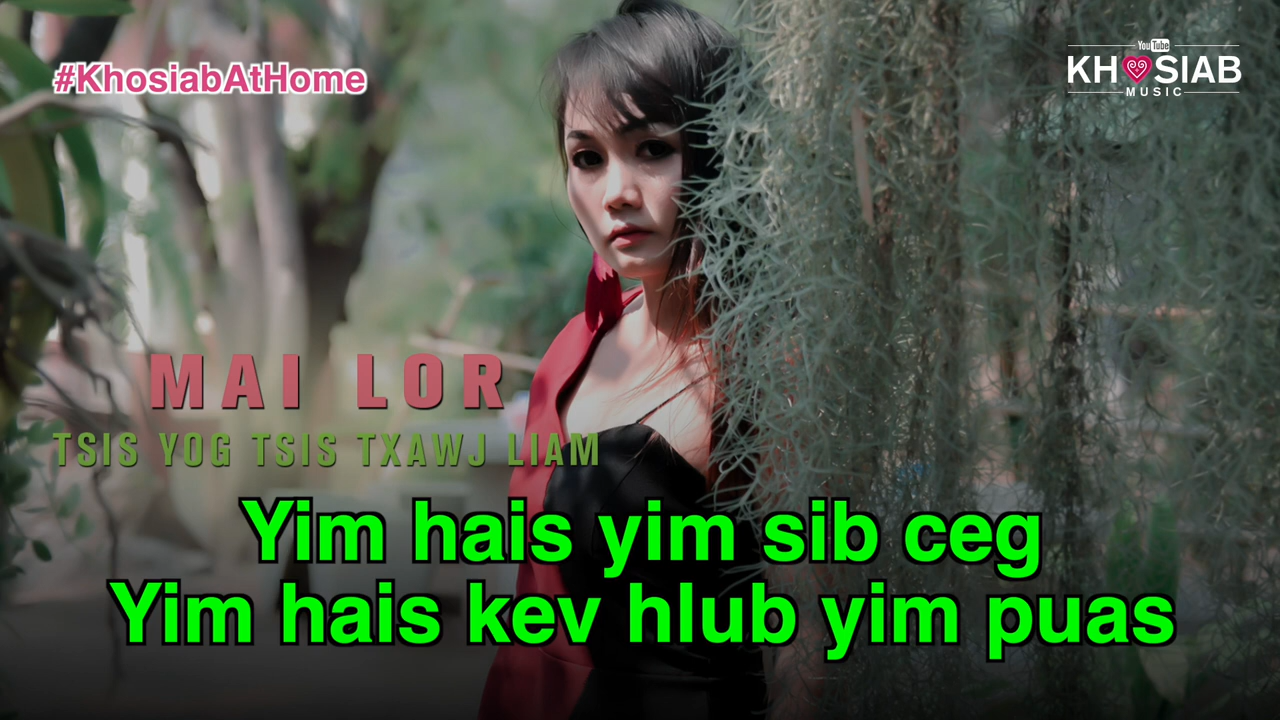 #KhosiabAtHome
YouTube
KHOSIAB
MUSIC
MAI LOR
TSIS YOG TSIS TXAWJ LIAM
Yim hais yim sib ceg
Yim hais kev hlub yim puas